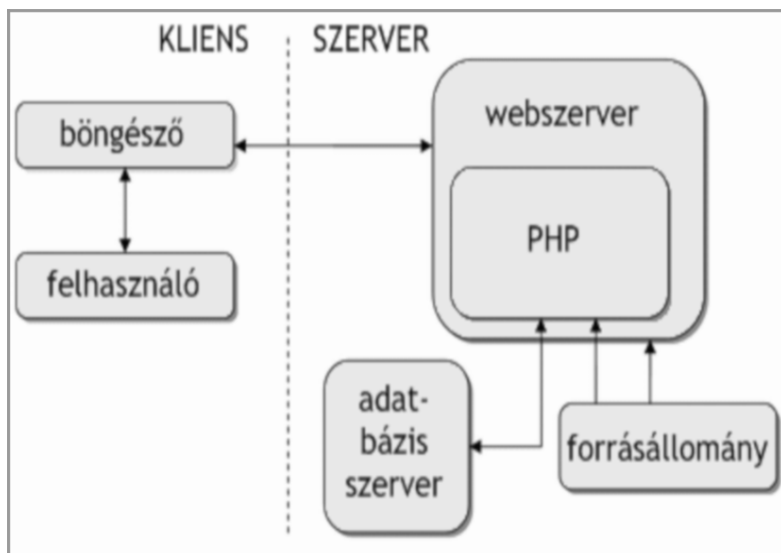 KLIENS
SZERVER
böngésző
felhasználó
webszerver
PHP
adat-
bázis
szerver
forrásállomány